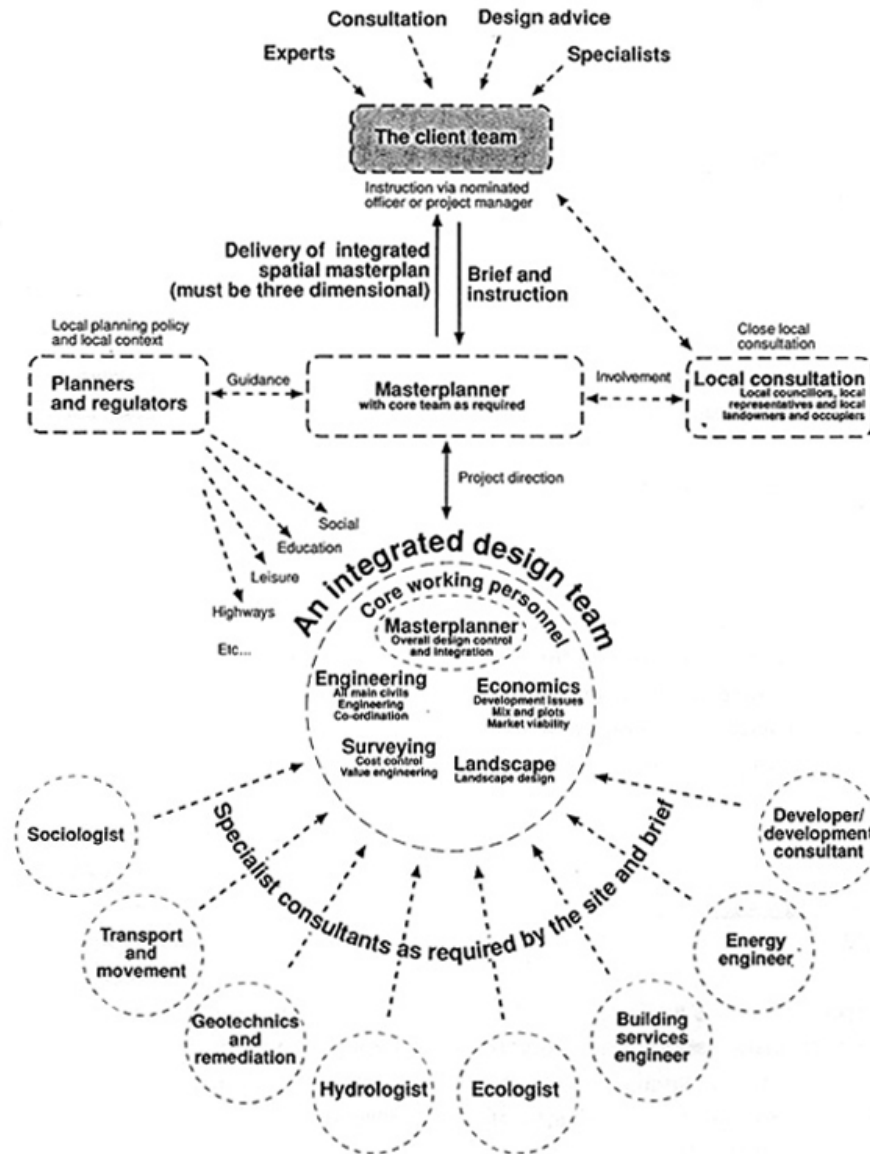 Consultation
Design advice
Experts
Specialists
The client team
Instruction via nominated
officer or project manager
Delivery of integrated
spatial masterplan
(must be three dimensional)
Brief and
instruction
Local planning policy
and local context
Close local
consultation
Planners
and regulators
Guidance
Masterplanner
with core team as required
Involvement
Local consultation
Local councillors, local
representatives and local
landowners and occupiers
Project direction
Social
Education
Leisure
Highways
Etc...
An integrated design team
Core working personnel
Masterplanner
Overall design control
and integration
Engineering
All main civils
Engineering
Co-ordination
Economics
Development issues
Mix and plots
Market viability
Surveying
Cost control
Value engineering
Landscape
Landscape design
Specialist consultants as required by the site and brief
Sociologist
Transport
and
movement
Geotechnics
and
remediation
Hydrologist
Ecologist
Building
services
engineer
Energy
engineer
Developer/
development
consultant